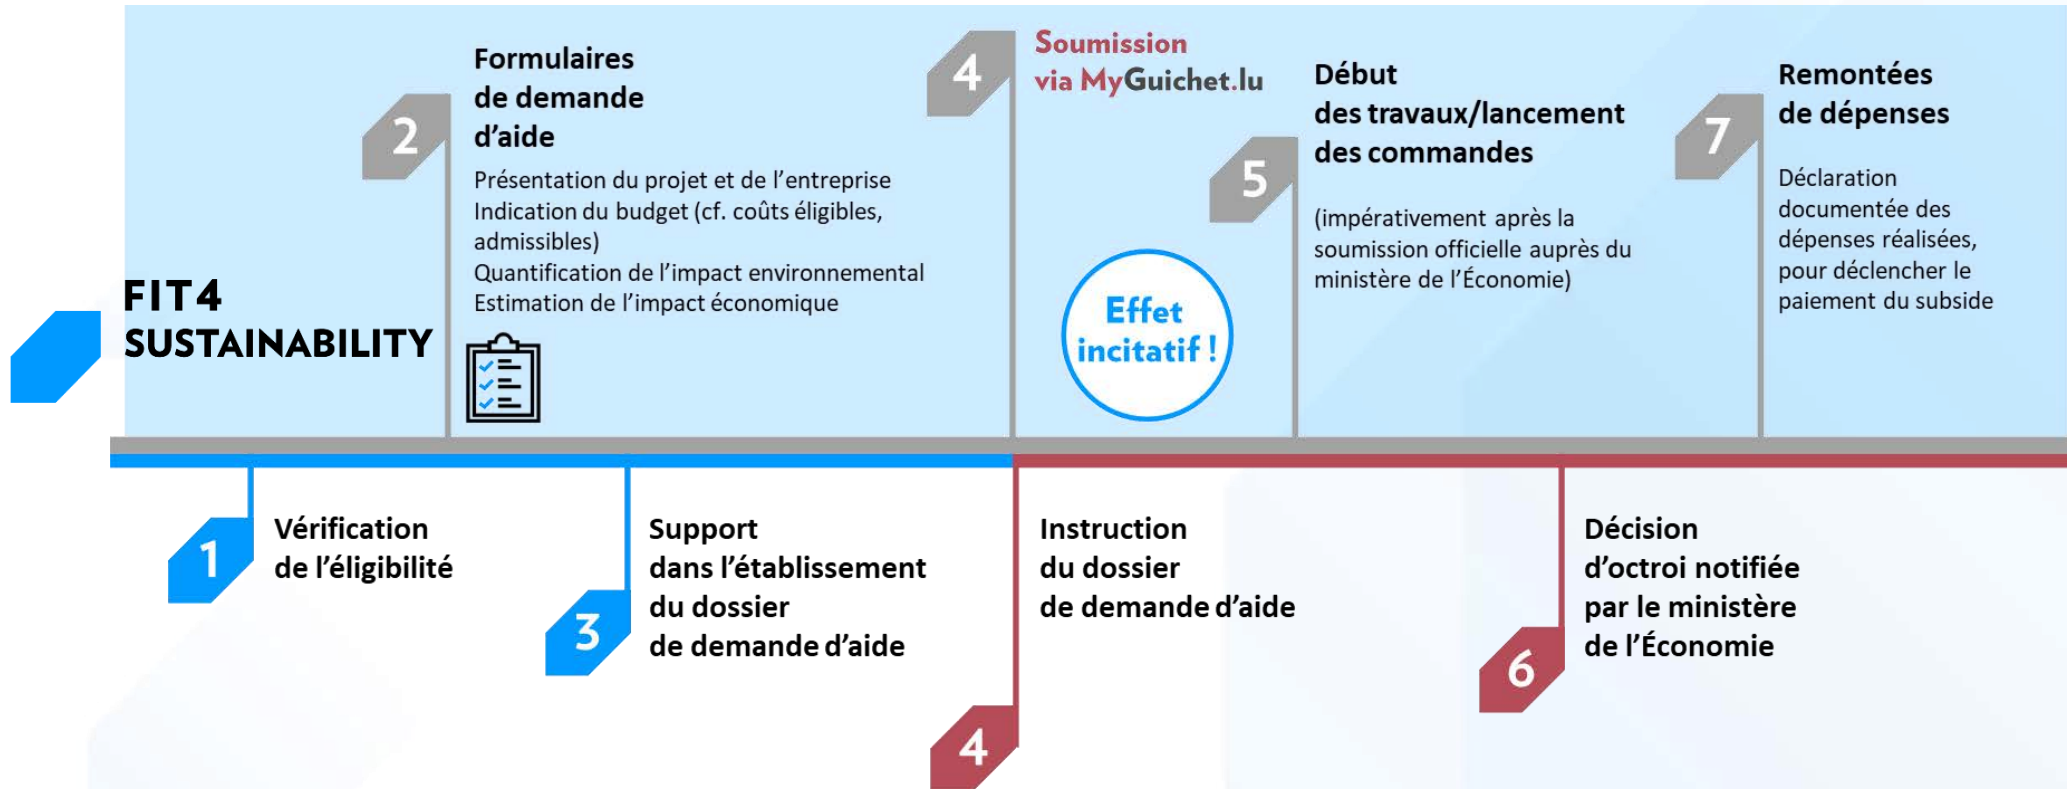 FIT4
SUSTAINABILITY
2
Formulaires
de demande
d’aide
Présentation du projet et de l’entreprise
Indication du budget (cf. coûts éligibles,
admissibles)
Quantification de l’impact environnemental
Estimation de l’impact économique
4
Soumission
via MyGuichet.lu
Effet
incitatif !
5
Début
des travaux/lancement
des commandes
(impérativement après la
soumission officielle auprès du
ministère de l’Économie)
7
Remontées
de dépenses
Déclaration
documentée des
dépenses réalisées,
pour déclencher le
paiement du subside
1
Vérification
de l’éligibilité
3
Support
dans l’établissement
du dossier
de demande d’aide
4
Instruction
du dossier
de demande d’aide
6
Décision
d’octroi notifiée
par le ministère
de l’Économie